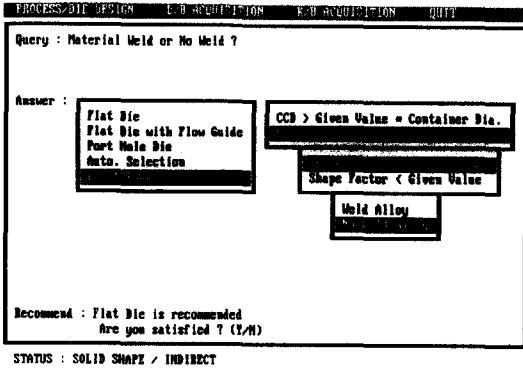 PROCESS/DIE DESIGN E/U ACQUISITION K/U ACQUISITION QUIT
Query : Material Weld or No Weld ?
Answer :
Flat Die
Flat Die with Flow Guide
Port Hole Die
Auto. Selection
CCD > Given Value * Container Dia.
Shape Factor < Given Value
Weld Alloy
Recommend : Flat Die is recommended
Are you satisfied ? (Y/N)
STATUS : SOLID SHAPE / INDIRECT